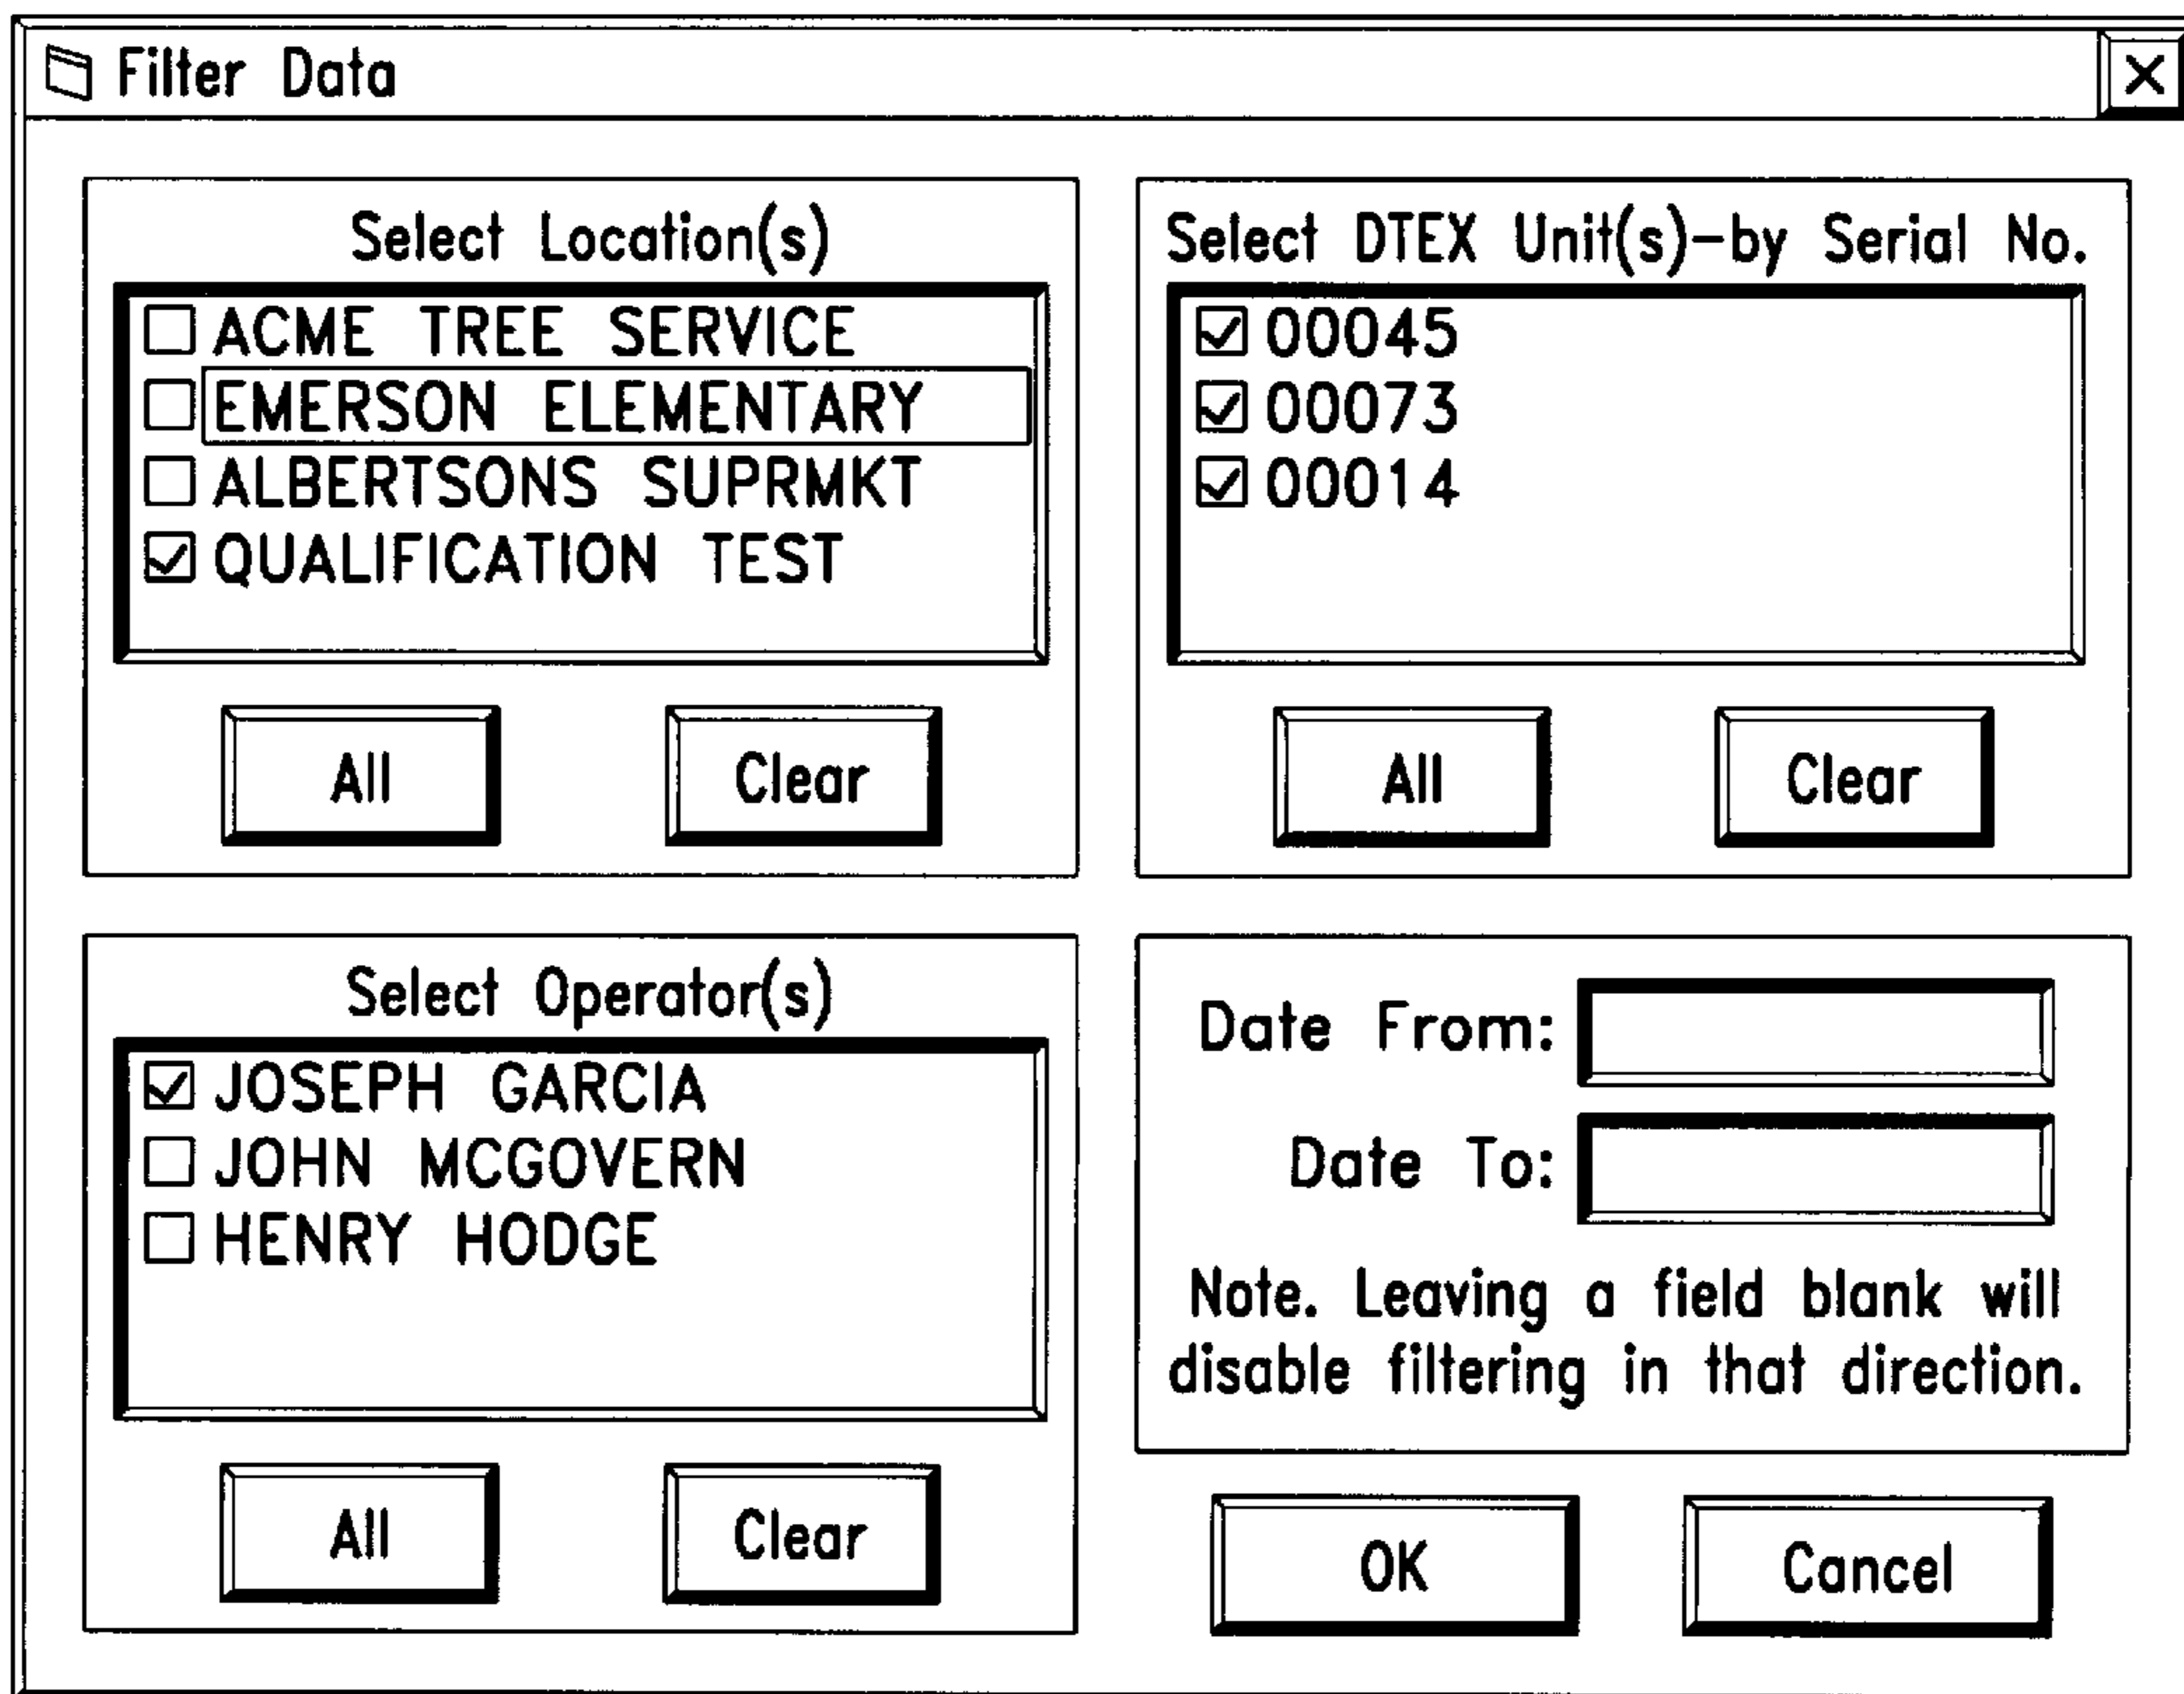 Filter Data
Select Location(s)
ACME TREE SERVICE
EMERSON ELEMENTARY
ALBERTSONS SUPRMKT
QUALIFICATION TEST
All
Clear
Select DTEX Unit(s)-by Serial No.
00045
00073
00014
All
Clear
Select Operator(s)
JOSEPH GARCIA
JOHN MCGOVERN
HENRY HODGE
All
Clear
Date From:
Date To:
Note. Leaving a field blank will
disable filtering in that direction.
OK
Cancel